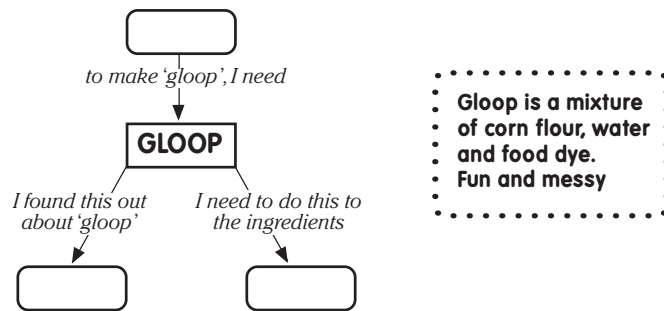 to make ‘gloop’, I need
GLOOP
I found this out
about ‘gloop’
I need to do this to
the ingredients
Gloop is a mixture
of corn flour, water
and food dye.
Fun and messy